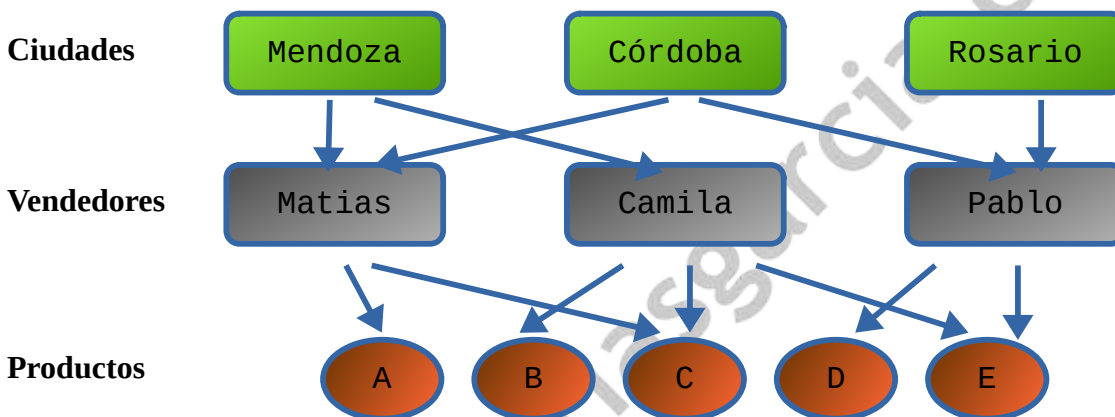 Ciudades Mendoza Córdoba Rosario
Vendedores Matias Camila Pablo
Productos A B C D E